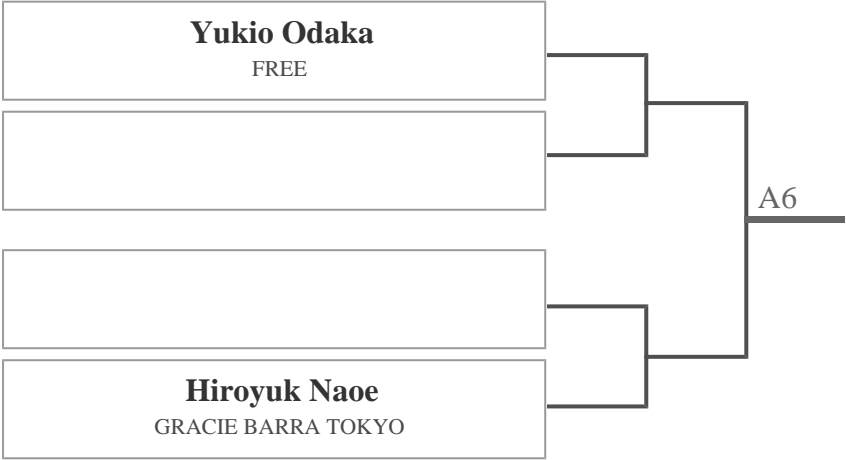 Yukio Odaka
FREE
A6
Hiroyuk Naoe
GRACIE BARRA TOKYO